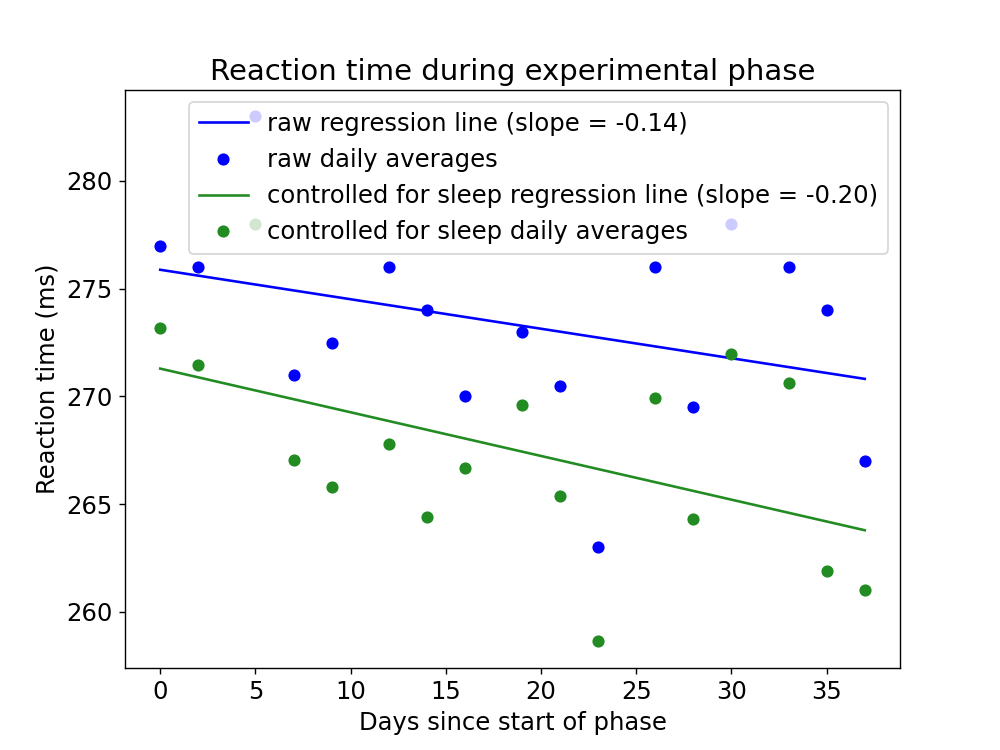 Reaction time during experimental phase
raw regression line (slope = -0.14)
raw daily averages
controlled for sleep regression line (slope = -0.20)
controlled for sleep daily averages
Reaction time (ms)
280
275
270
265
260
0 5 10 15 20 25 30 35
Days since start of phase